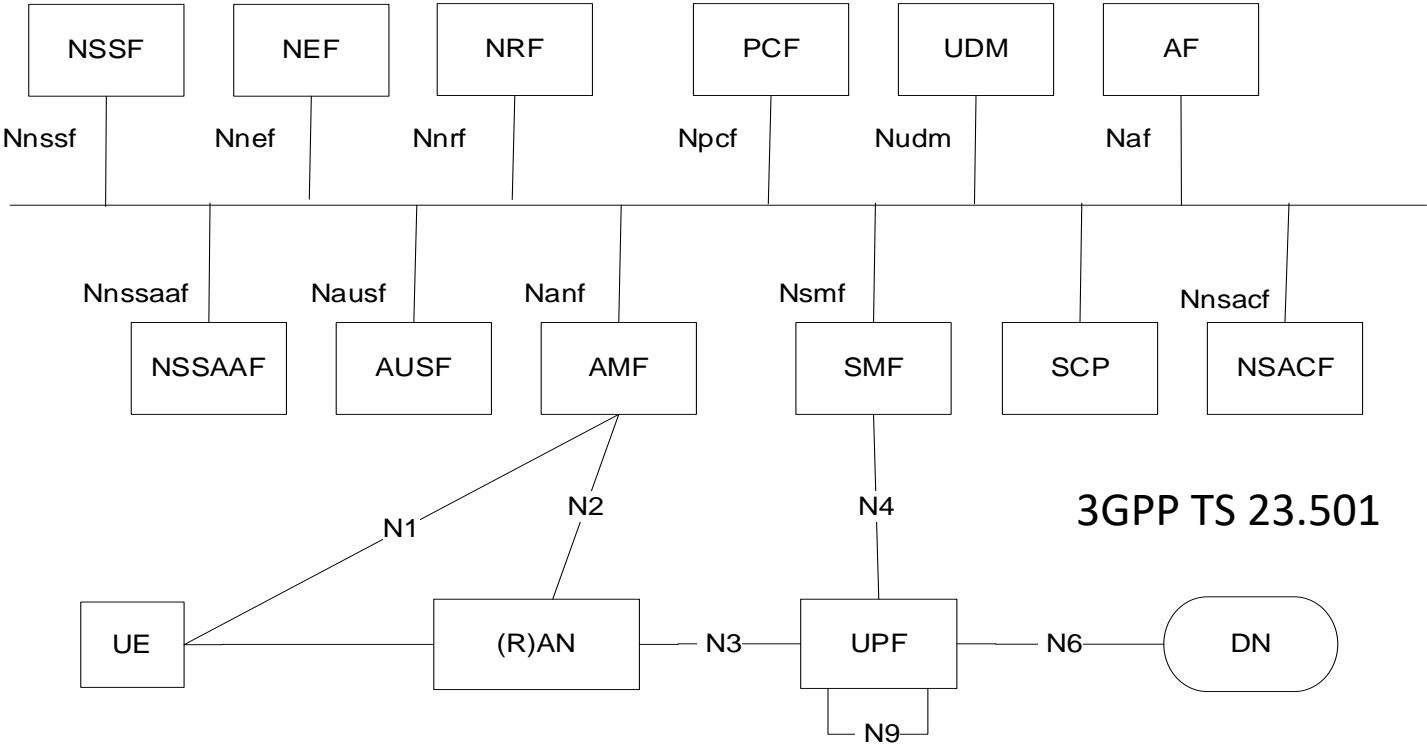 NSSF NEF NRF PCF UDM AF
Nnssf Nnef Nnrf Npcf Nudm Naf
Nnssaaf Nausf Nanf Nsmf Nnsacf
NSSAAF AUSF AMF SMF SCP NSACF
N1 N2 N4 3GPP TS 23.501
UE (R)AN N3 UPF N6 DN
N9